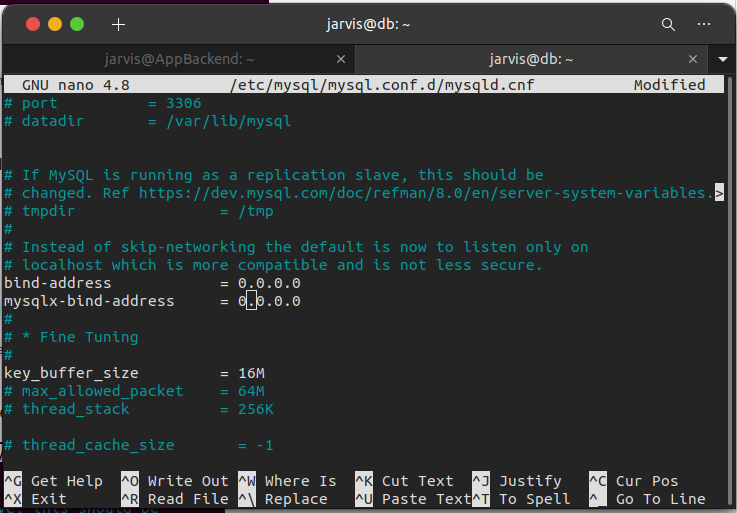 jarvis@db: ~
jarvis@AppBackend: ~
jarvis@db: ~
GNU nano 4.8 /etc/mysql/mysql.conf.d/mysqld.cnf Modified
# port = 3306
# datadir = /var/lib/mysql
# If MySQL is running as a replication slave, this should be
# changed. Ref https://dev.mysql.com/doc/refman/8.0/en/server-system-variables.>
# tmpdir = /tmp
#
# Instead of skip-networking the default is now to listen only on
# localhost which is more compatible and is not less secure.
bind-address = 0.0.0.0
mysqlx-bind-address = 0.0.0.0
#
# * Fine Tuning
#
key_buffer_size = 16M
# max_allowed_packet = 64M
# thread_stack = 256K
# thread_cache_size = -1
^G Get Help ^O Write Out ^W Where Is ^K Cut Text ^J Justify ^C Cur Pos
^X Exit ^R Read File ^\ Replace ^U Paste Text ^T To Spell ^_ Go To Line